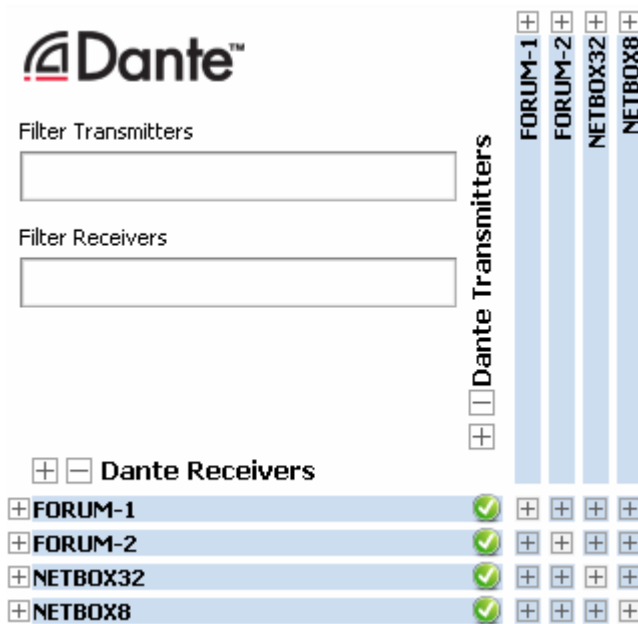 Dante™
Filter Transmitters
Filter Receivers
Dante Transmitters
FORUM-1
FORUM-2
NETBOX32
NETBOX8
Dante Receivers
FORUM-1
FORUM-2
NETBOX32
NETBOX8